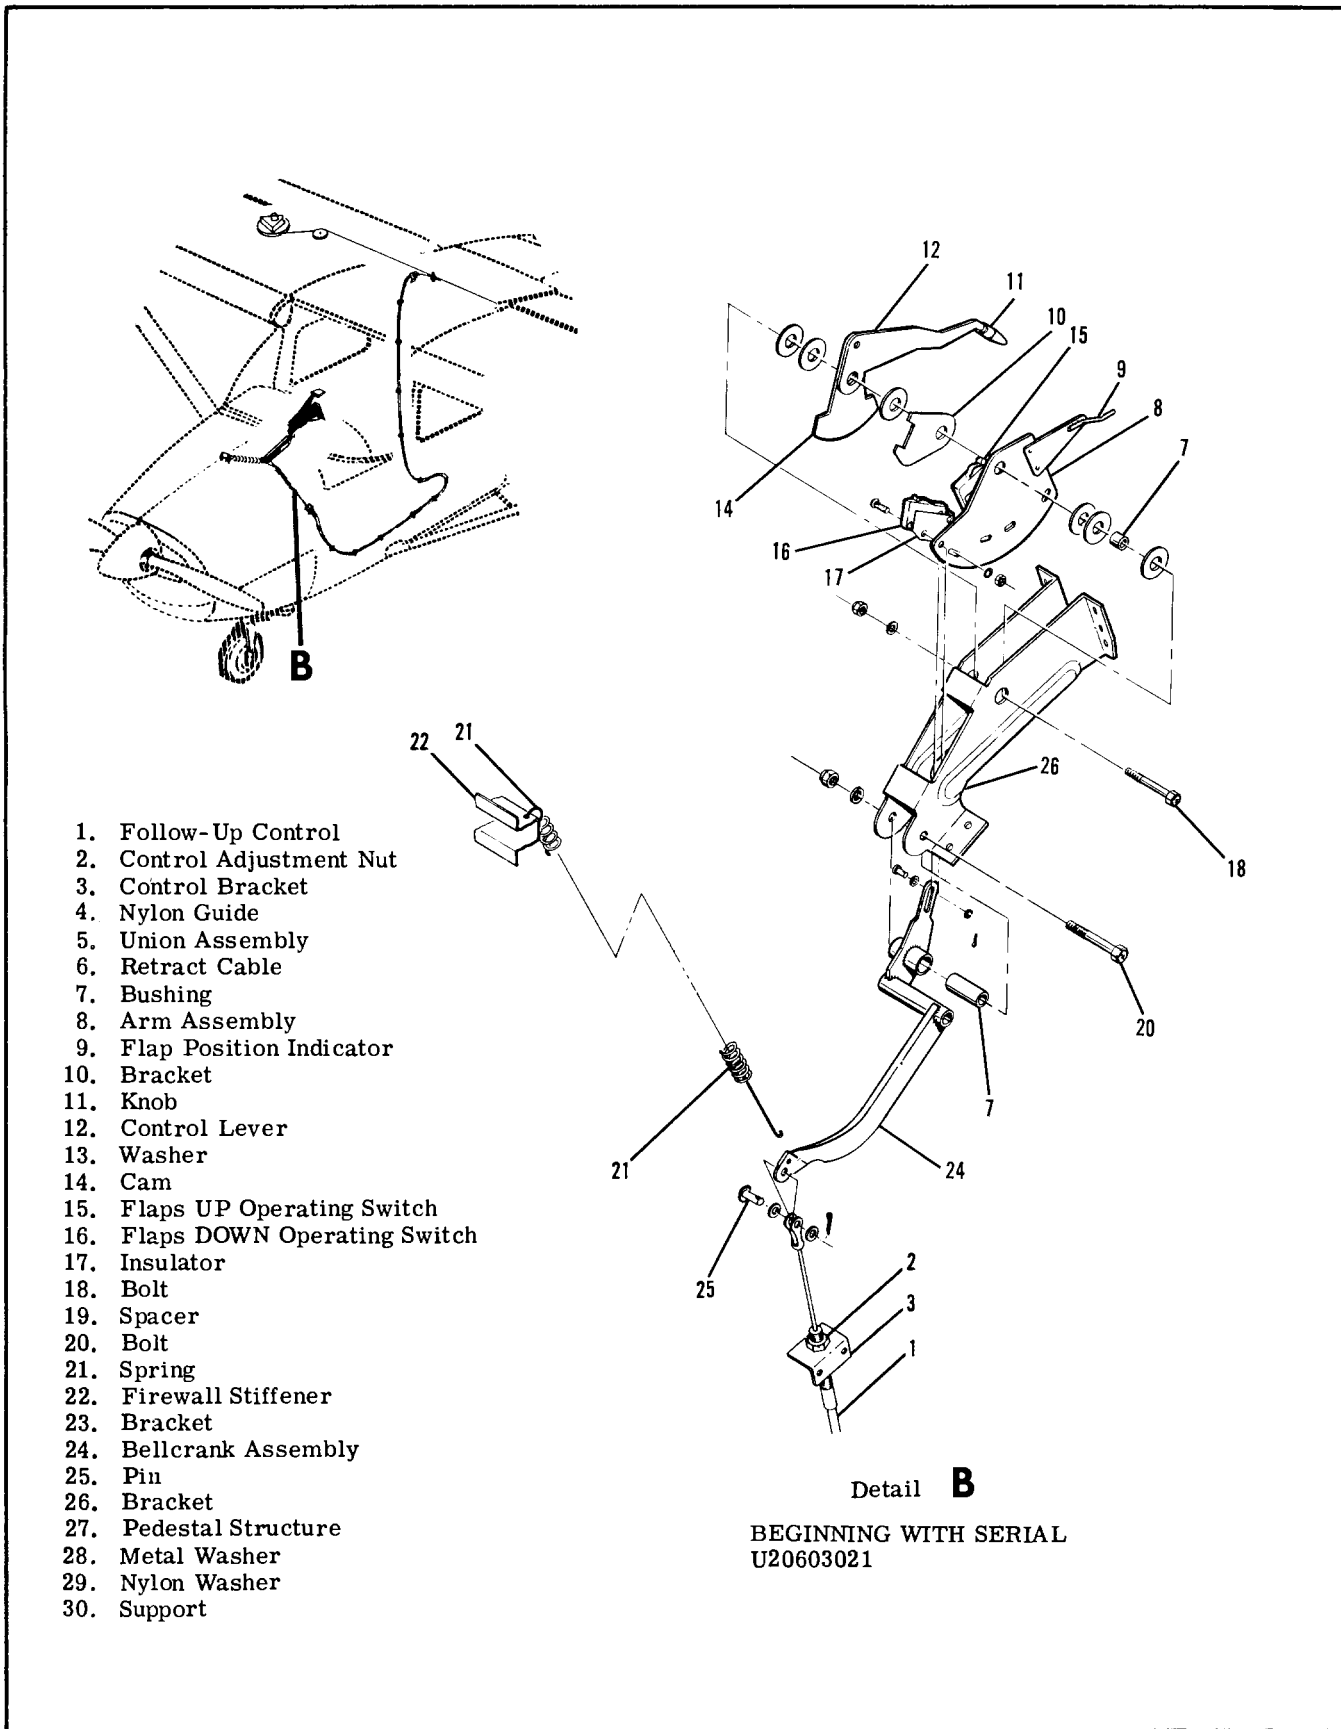 12
11
10
15
9
8
7
14
16
17
B
21
22
26
18
20
7
21
24
25
2
3
1
1. Follow-Up Control
2. Control Adjustment Nut
3. Control Bracket
4. Nylon Guide
5. Union Assembly
6. Retract Cable
7. Bushing
8. Arm Assembly
9. Flap Position Indicator
10. Bracket
11. Knob
12. Control Lever
13. Washer
14. Cam
15. Flaps UP Operating Switch
16. Flaps DOWN Operating Switch
17. Insulator
18. Bolt
19. Spacer
20. Bolt
21. Spring
22. Firewall Stiffener
23. Bracket
24. Bellcrank Assembly
25. Pin
26. Bracket
27. Pedestal Structure
28. Metal Washer
29. Nylon Washer
30. Support
Detail B
BEGINNING WITH SERIAL
U20603021